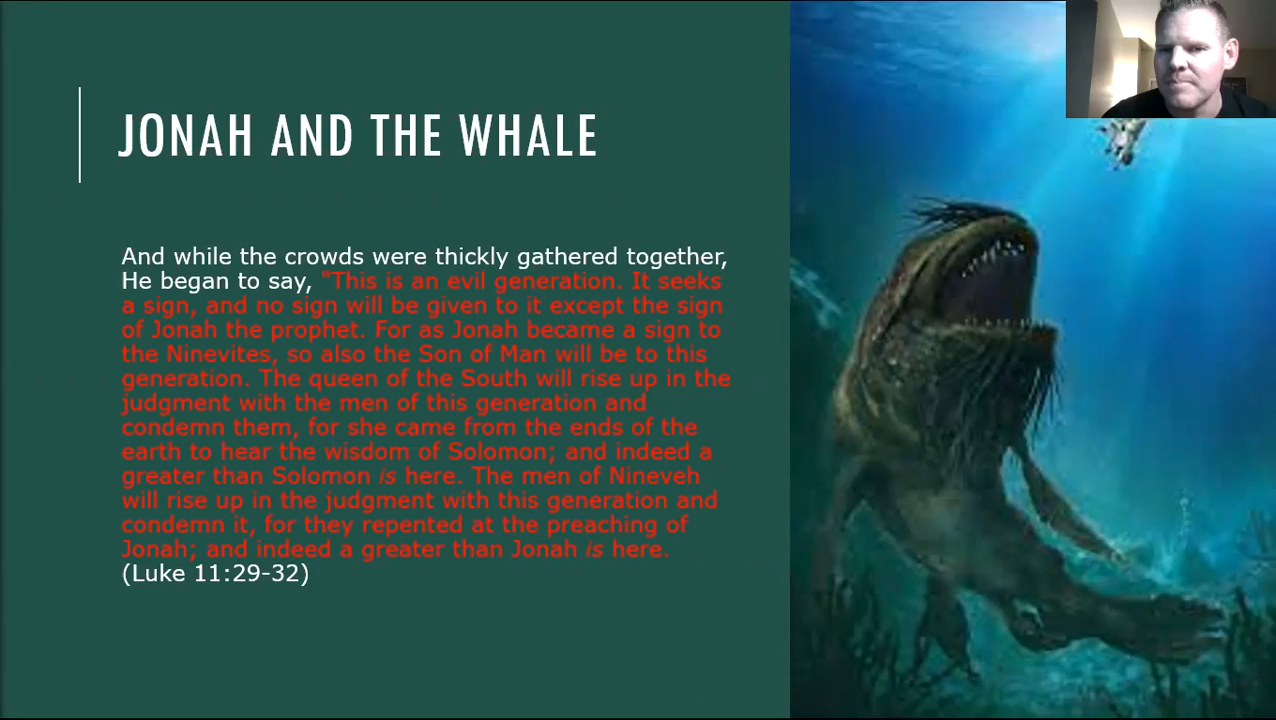 JONAH AND THE WHALE
And while the crowds were thickly gathered together,
He began to say, "This is an evil generation. It seeks
a sign, and no sign will be given to it except the sign
of Jonah the prophet. For as Jonah became a sign to
the Ninevites, so also the Son of Man will be to this
generation. The queen of the South will rise up in the
judgment with the men of this generation and
condemn them, for she came from the ends of the
earth to hear the wisdom of Solomon; and indeed a
greater than Solomon is here. The men of Nineveh
will rise up in the judgment with this generation and
condemn it, for they repented at the preaching of
Jonah; and indeed a greater than Jonah is here.
(Luke 11:29-32)